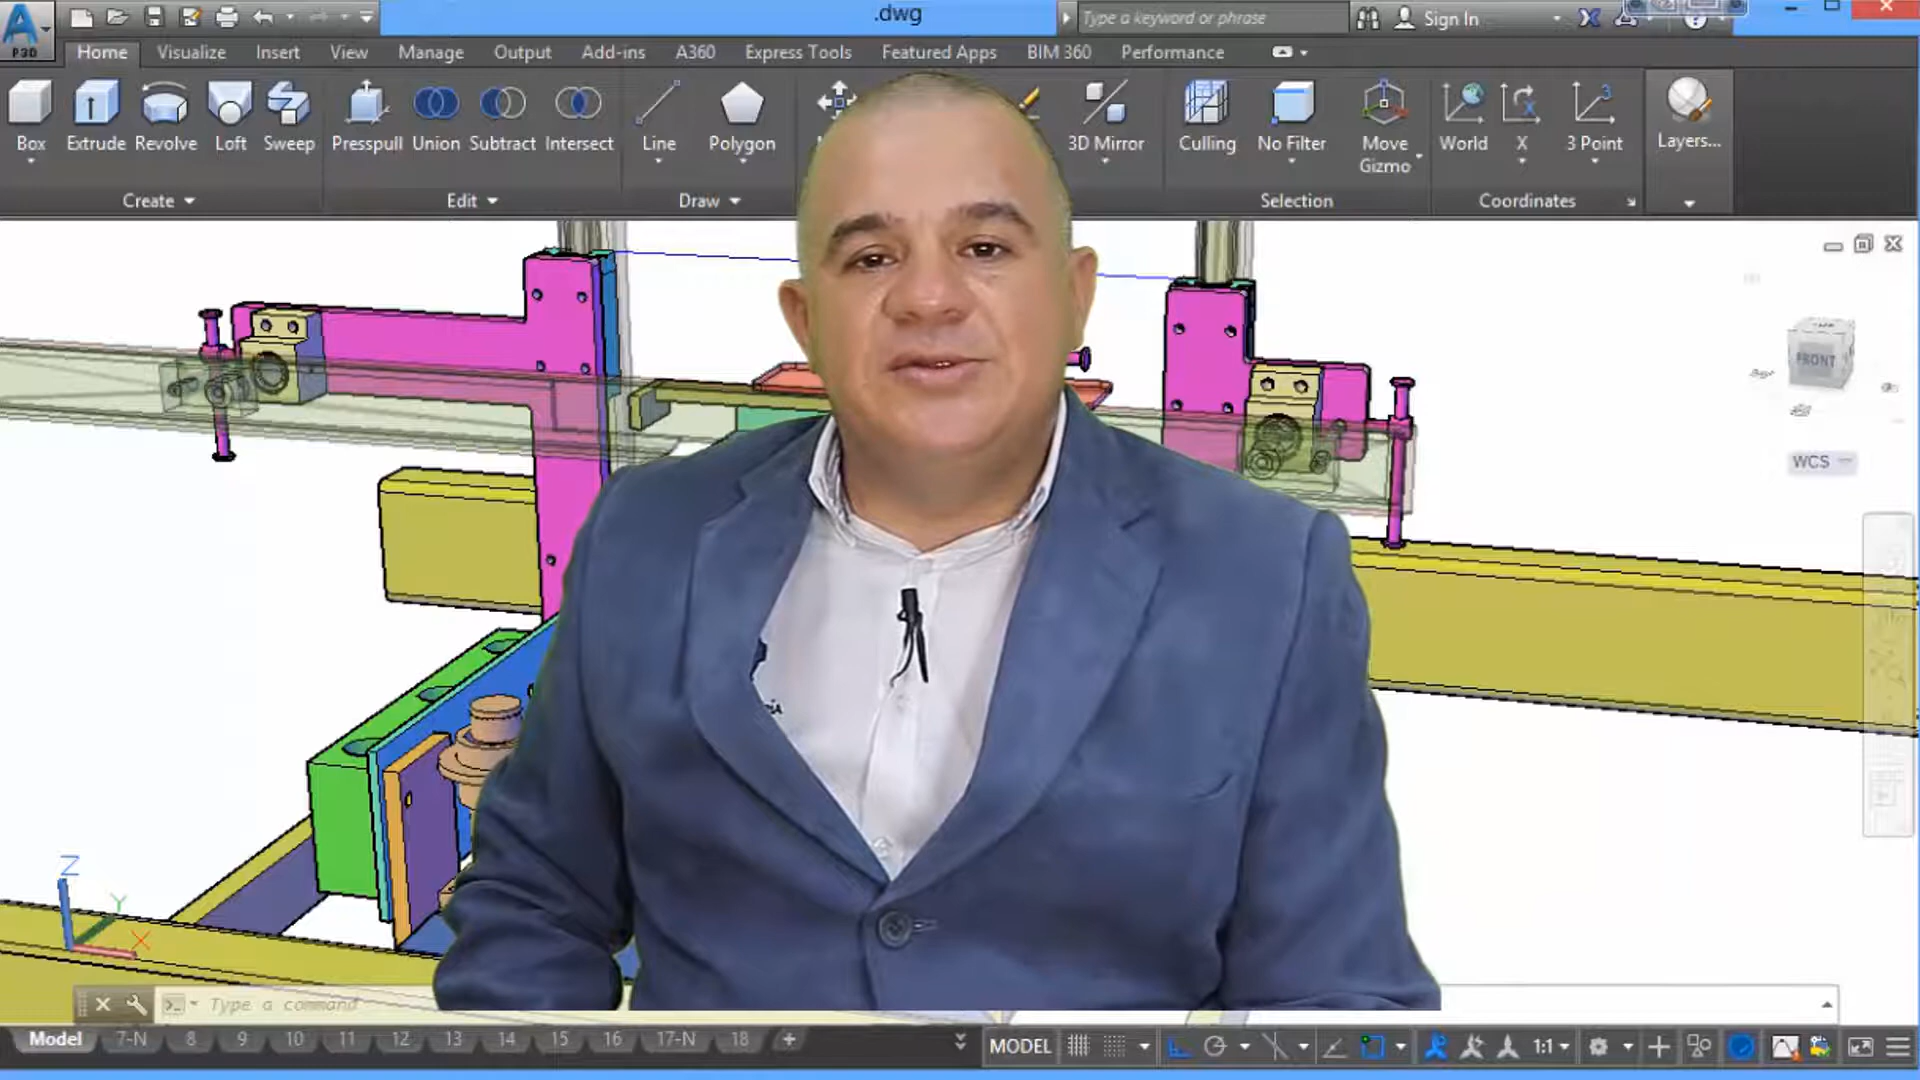 .dwg
Type a keyword or phrase
Sign In
P3D
Home Visualize Insert View Manage Output Add-ins A360 Express Tools Featured Apps BIM 360 Performance
Box Extrude Revolve Loft Sweep Presspull Union Subtract Intersect Line Polygon 3D Mirror Culling No Filter Move Gizmo World X 3 Point Layers...
Create Edit Draw Selection Coordinates
FRONT
WCS
Z
Y
X
Type a command
Model 7-N 8 9 10 11 12 13 14 15 16 17-N 18 +
MODEL 1:1